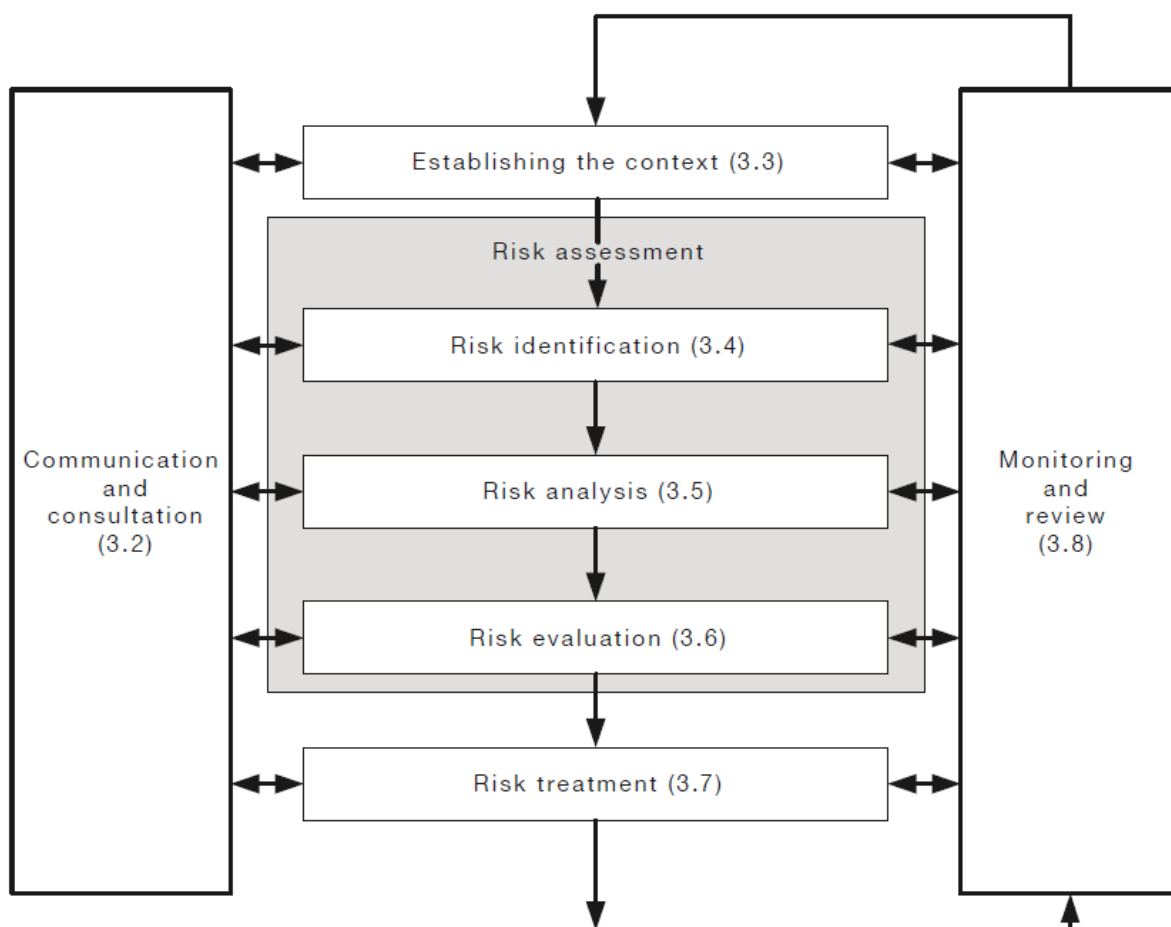 Establishing the context (3.3)
Risk assessment
Risk identification (3.4)
Communication
and
consultation
(3.2)
Risk analysis (3.5)
Monitoring
and
review
(3.8)
Risk evaluation (3.6)
Risk treatment (3.7)